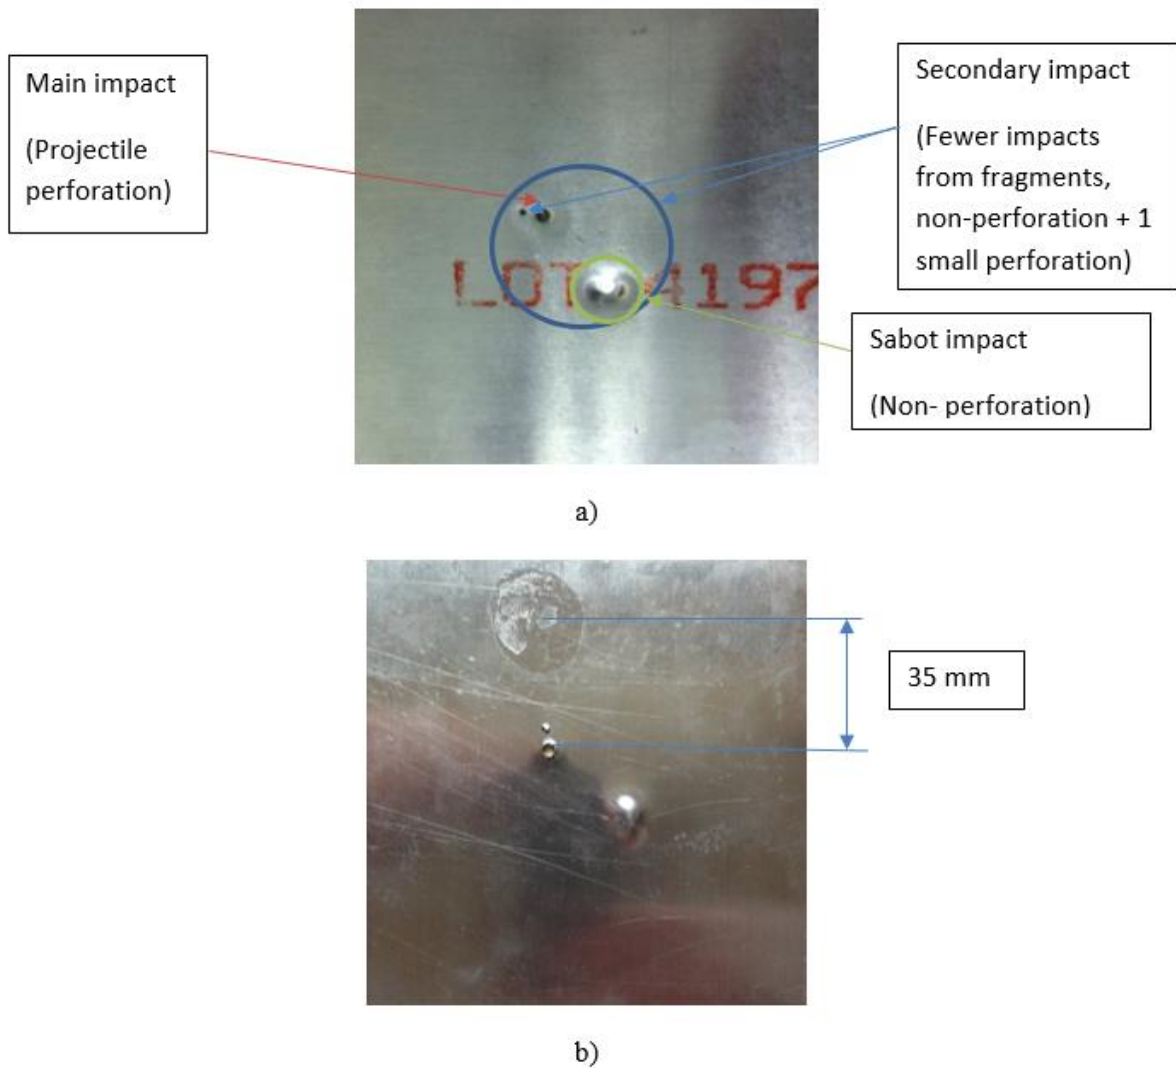 Main impact
(Projectile
perforation)
Secondary impact
(Fewer impacts
from fragments,
non-perforation + 1
small perforation)
LOT 4197
Sabot impact
(Non- perforation)
a)
35 mm
b)